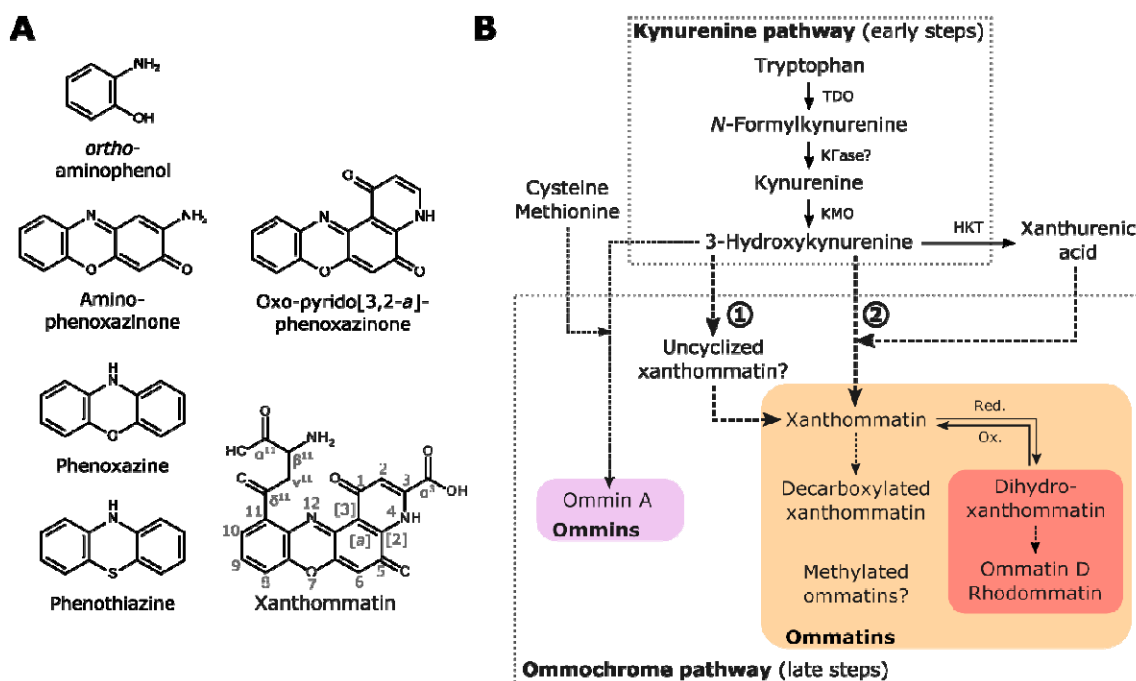 A
NH₂
OH
ortho-
aminophenol
N
NH₂
O
O
Amino-
phenoxazinone
O
N
NH
O
O
Oxo-pyrido[3,2-a]-
phenoxazinone
H
N
O
Phenoxazine
H
N
S
Phenothiazine
O
HC
α¹¹
NH₂
β¹¹
γ¹¹
C
δ¹¹
O
1
2
3
O
α³
OH
11
12
N
[3]
4
NH
10
[a]
[2]
9
8
O
7
6
5
C
Xanthommatin
B
Kynurenine pathway (early steps)
Tryptophan
TDO
N-Formylkynurenine
KFase?
Kynurenine
KMO
3-Hydroxykynurenine
HKT
Xanthurenic
acid
Cysteine
Methionine
1
2
Uncyclized
xanthommatin?
Xanthommatin
Red.
Ox.
Decarboxylated
xanthommatin
Dihydro-
xanthommatin
Ommatin D
Rhodommatin
Methylated
ommatins?
Ommatins
Ommin A
Ommins
Ommochrome pathway (late steps)